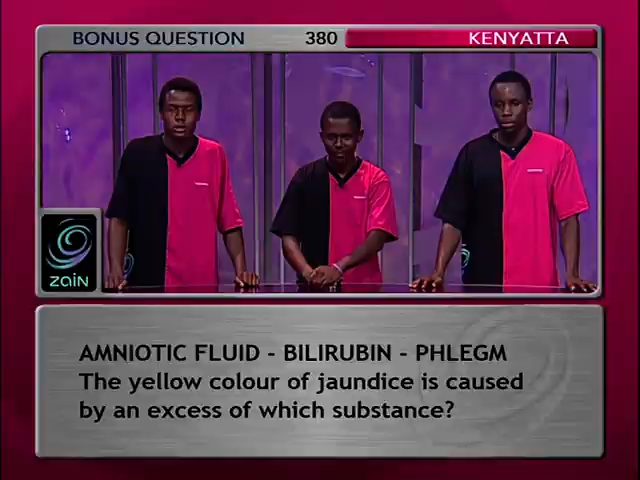 BONUS QUESTION 380 KENYATTA
zain
AMNIOTIC FLUID - BILIRUBIN - PHLEGM
The yellow colour of jaundice is caused
by an excess of which substance?